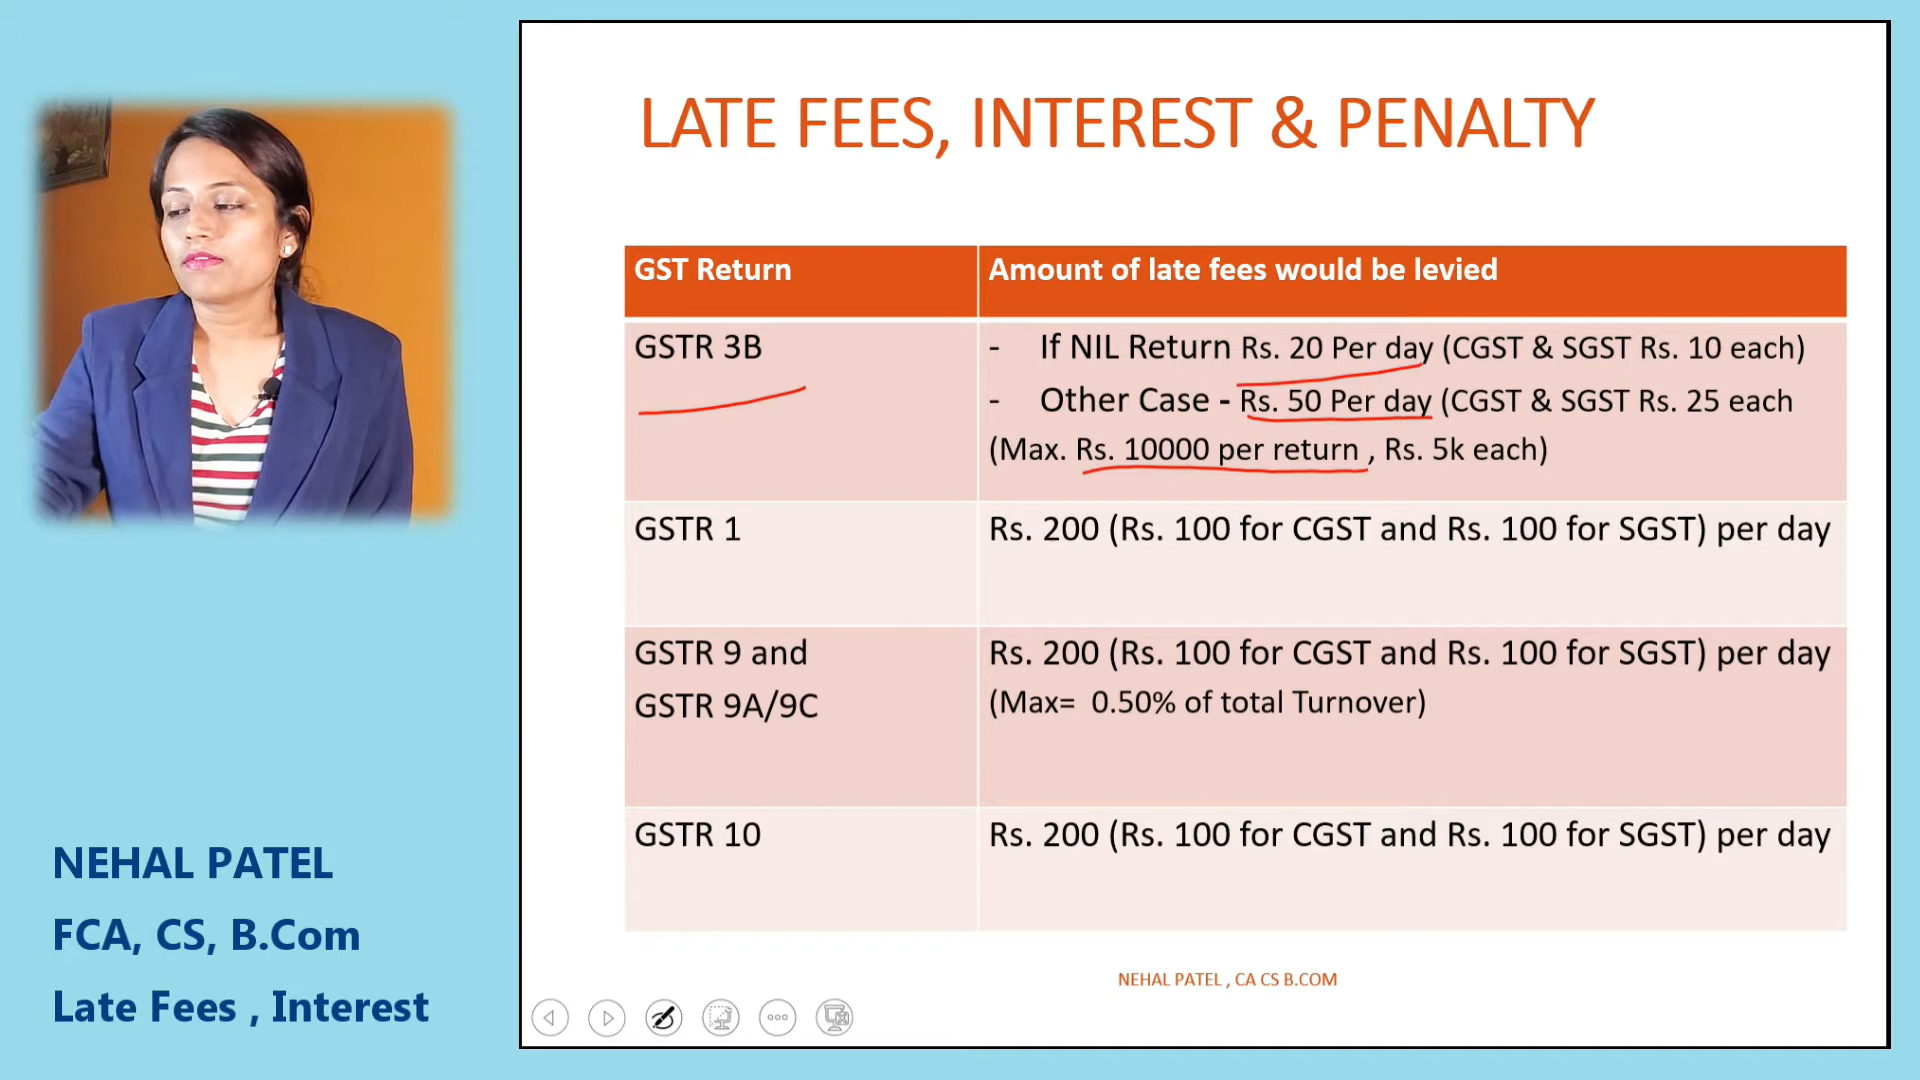 LATE FEES, INTEREST & PENALTY
GST Return
Amount of late fees would be levied
GSTR 3B
- If NIL Return Rs. 20 Per day (CGST & SGST Rs. 10 each)
- Other Case - Rs. 50 Per day (CGST & SGST Rs. 25 each
(Max. Rs. 10000 per return , Rs. 5k each)
GSTR 1
Rs. 200 (Rs. 100 for CGST and Rs. 100 for SGST) per day
GSTR 9 and
GSTR 9A/9C
Rs. 200 (Rs. 100 for CGST and Rs. 100 for SGST) per day
(Max= 0.50% of total Turnover)
GSTR 10
Rs. 200 (Rs. 100 for CGST and Rs. 100 for SGST) per day
NEHAL PATEL , CA CS B.COM
NEHAL PATEL
FCA, CS, B.Com
Late Fees , Interest